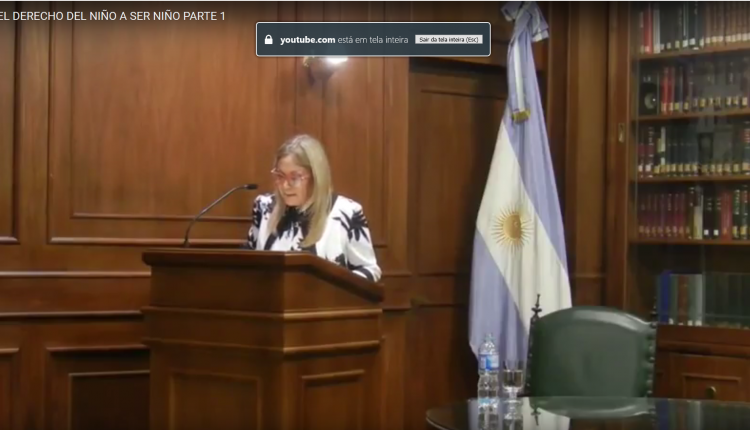 EL DERECHO DEL NIÑO A SER NIÑO PARTE 1
youtube.com está em tela inteira
Sair da tela inteira (Esc)